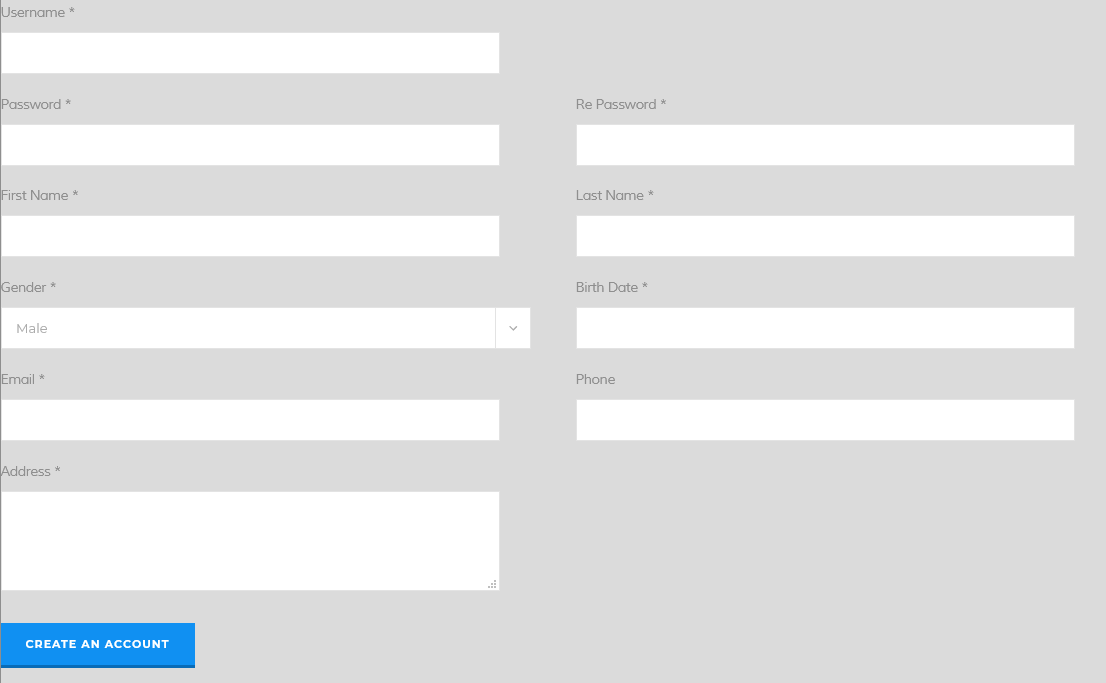 Username *
Password *
Re Password *
First Name *
Last Name *
Gender *
Birth Date *
Male
Email *
Phone
Address *
CREATE AN ACCOUNT